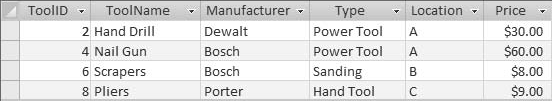 ToolID ToolName Manufacturer Type Location Price
2 Hand Drill Dewalt Power Tool A $30.00
4 Nail Gun Bosch Power Tool A $60.00
6 Scrapers Bosch Sanding B $8.00
8 Pliers Porter Hand Tool C $9.00